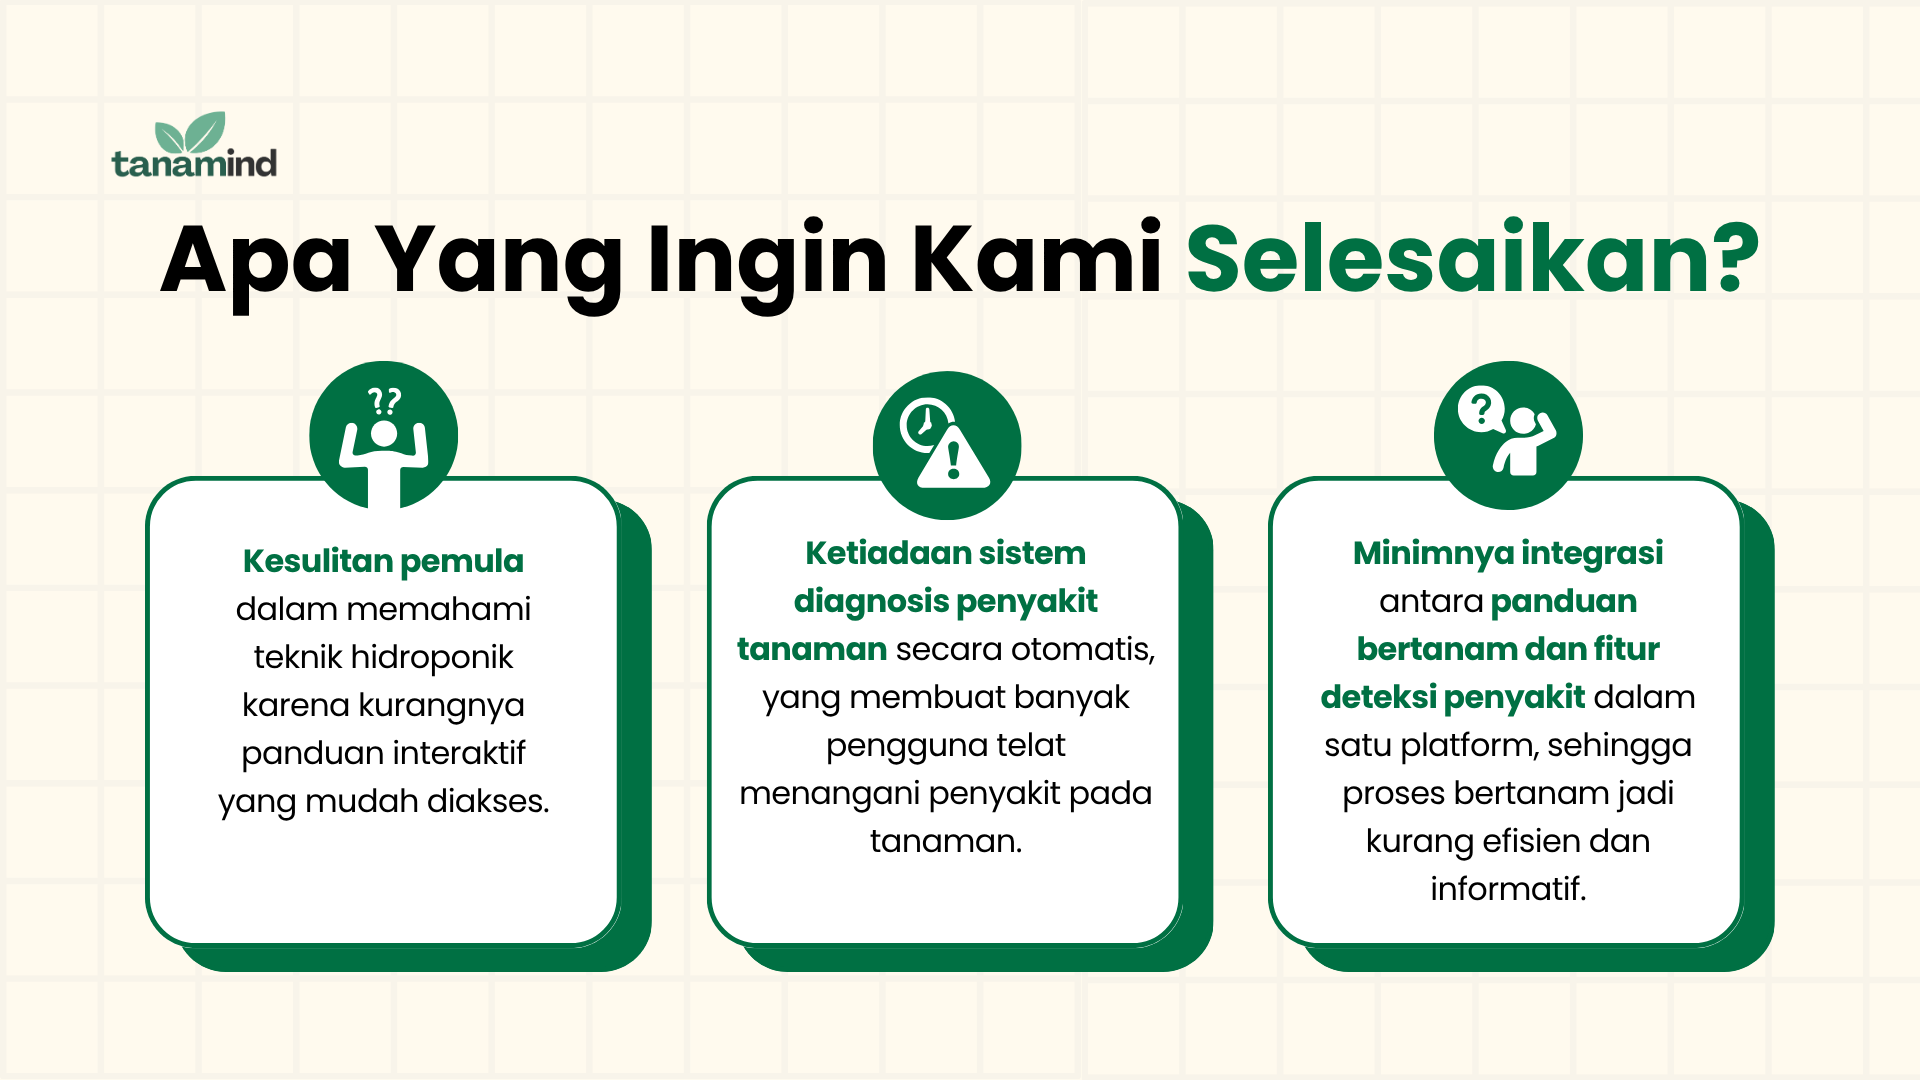 tanamind
Apa Yang Ingin Kami Selesaikan?
??
Kesulitan pemula
dalam memahami
teknik hidroponik
karena kurangnya
panduan interaktif
yang mudah diakses.
!
Ketiadaan sistem
diagnosis penyakit
tanaman secara otomatis,
yang membuat banyak
pengguna telat
menangani penyakit pada
tanaman.
?
Minimnya integrasi
antara panduan
bertanam dan fitur
deteksi penyakit dalam
satu platform, sehingga
proses bertanam jadi
kurang efisien dan
informatif.